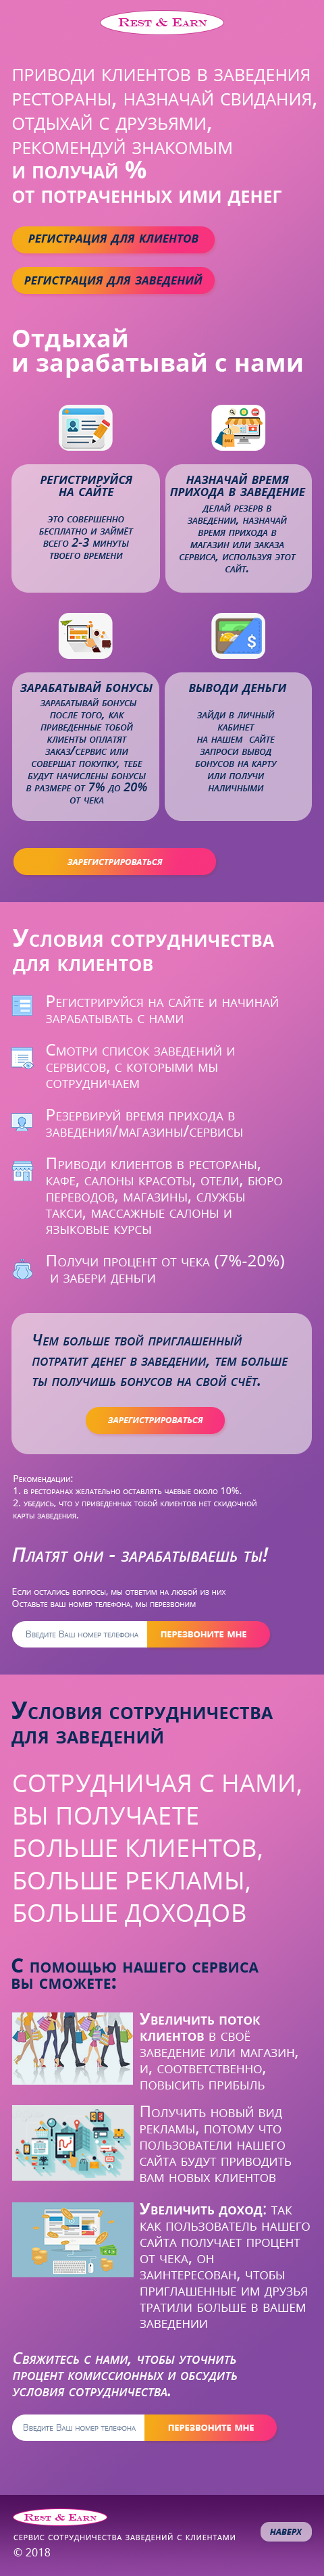 Rest & Earn
ПРИВОДИ КЛИЕНТОВ В ЗАВЕДЕНИЯ
РЕСТОРАНЫ, НАЗНАЧАЙ СВИДАНИЯ,
ОТДЫХАЙ С ДРУЗЬЯМИ,
РЕКОМЕНДУЙ ЗНАКОМЫМ
И ПОЛУЧАЙ %
ОТ ПОТРАЧЕННЫХ ИМИ ДЕНЕГ
РЕГИСТРАЦИЯ ДЛЯ КЛИЕНТОВ
РЕГИСТРАЦИЯ ДЛЯ ЗАВЕДЕНИЙ
Отдыхай
и зарабатывай с нами
РЕГИСТРИРУЙСЯ
НА САЙТЕ
ЭТО СОВЕРШЕННО
БЕСПЛАТНО И ЗАЙМЁТ
ВСЕГО 2-3 МИНУТЫ
ТВОЕГО ВРЕМЕНИ
НАЗНАЧАЙ ВРЕМЯ
ПРИХОДА В ЗАВЕДЕНИЕ
ДЕЛАЙ РЕЗЕРВ В
ЗАВЕДЕНИИ, НАЗНАЧАЙ
ВРЕМЯ ПРИХОДА В
МАГАЗИН ИЛИ ЗАКАЗА
СЕРВИСА, ИСПОЛЬЗУЯ ЭТОТ
САЙТ.
ЗАРАБАТЫВАЙ БОНУСЫ
ЗАРАБАТЫВАЙ БОНУСЫ
ПОСЛЕ ТОГО, КАК
ПРИВЕДЕННЫЕ ТОБОЙ
КЛИЕНТЫ ОПЛАТЯТ
ЗАКАЗ/СЕРВИС ИЛИ
СОВЕРШАТ ПОКУПКУ, ТЕБЕ
БУДУТ НАЧИСЛЕНЫ БОНУСЫ
В РАЗМЕРЕ ОТ 7% ДО 20%
ОТ ЧЕКА
ВЫВОДИ ДЕНЬГИ
ЗАЙДИ В ЛИЧНЫЙ
КАБИНЕТ
НА НАШЕМ САЙТЕ
ЗАПРОСИ ВЫВОД
БОНУСОВ НА КАРТУ
ИЛИ ПОЛУЧИ
НАЛИЧНЫМИ
ЗАРЕГИСТРИРОВАТЬСЯ
Условия сотрудничества
для клиентов
Регистрируйся на сайте и начинай
зарабатывать с нами
Смотри список заведений и
сервисов, с которыми мы
сотрудничаем
Резервируй время прихода в
заведения/магазины/сервисы
Приводи клиентов в рестораны,
кафе, салоны красоты, отели, бюро
переводов, магазины, службы
такси, массажные салоны и
языковые курсы
Получи процент от чека (7%-20%)
и забери деньги
Чем больше твой приглашенный
потратит денег в заведении, тем больше
ты получишь бонусов на свой счёт.
ЗАРЕГИСТРИРОВАТЬСЯ
Рекомендации:
1. в ресторанах желательно оставлять чаевые около 10%.
2. убедись, что у приведенных тобой клиентов нет скидочной
карты заведения.
Платят они - зарабатываешь ты!
Если остались вопросы, мы ответим на любой из них
Оставьте ваш номер телефона, мы перезвоним
Введите Ваш номер телефона
ПЕРЕЗВОНИТЕ МНЕ
Условия сотрудничества
для заведений
СОТРУДНИЧАЯ С НАМИ,
ВЫ ПОЛУЧАЕТЕ
БОЛЬШЕ КЛИЕНТОВ,
БОЛЬШЕ РЕКЛАМЫ,
БОЛЬШЕ ДОХОДОВ
С помощью нашего сервиса
вы сможете:
Увеличить поток
клиентов в своё
заведение или магазин,
и, соответственно,
повысить прибыль
Получить новый вид
рекламы, потому что
пользователи нашего
сайта будут приводить
вам новых клиентов
Увеличить доход: так
как пользователь нашего
сайта получает процент
от чека, он
заинтересован, чтобы
приглашенные им друзья
тратили больше в вашем
заведении
Свяжитесь с нами, чтобы уточнить
процент комиссионных и обсудить
условия сотрудничества.
Введите Ваш номер телефона
ПЕРЕЗВОНИТЕ МНЕ
Rest & Earn
СЕРВИС СОТРУДНИЧЕСТВА ЗАВЕДЕНИЙ С КЛИЕНТАМИ
© 2018
НАВЕРХ